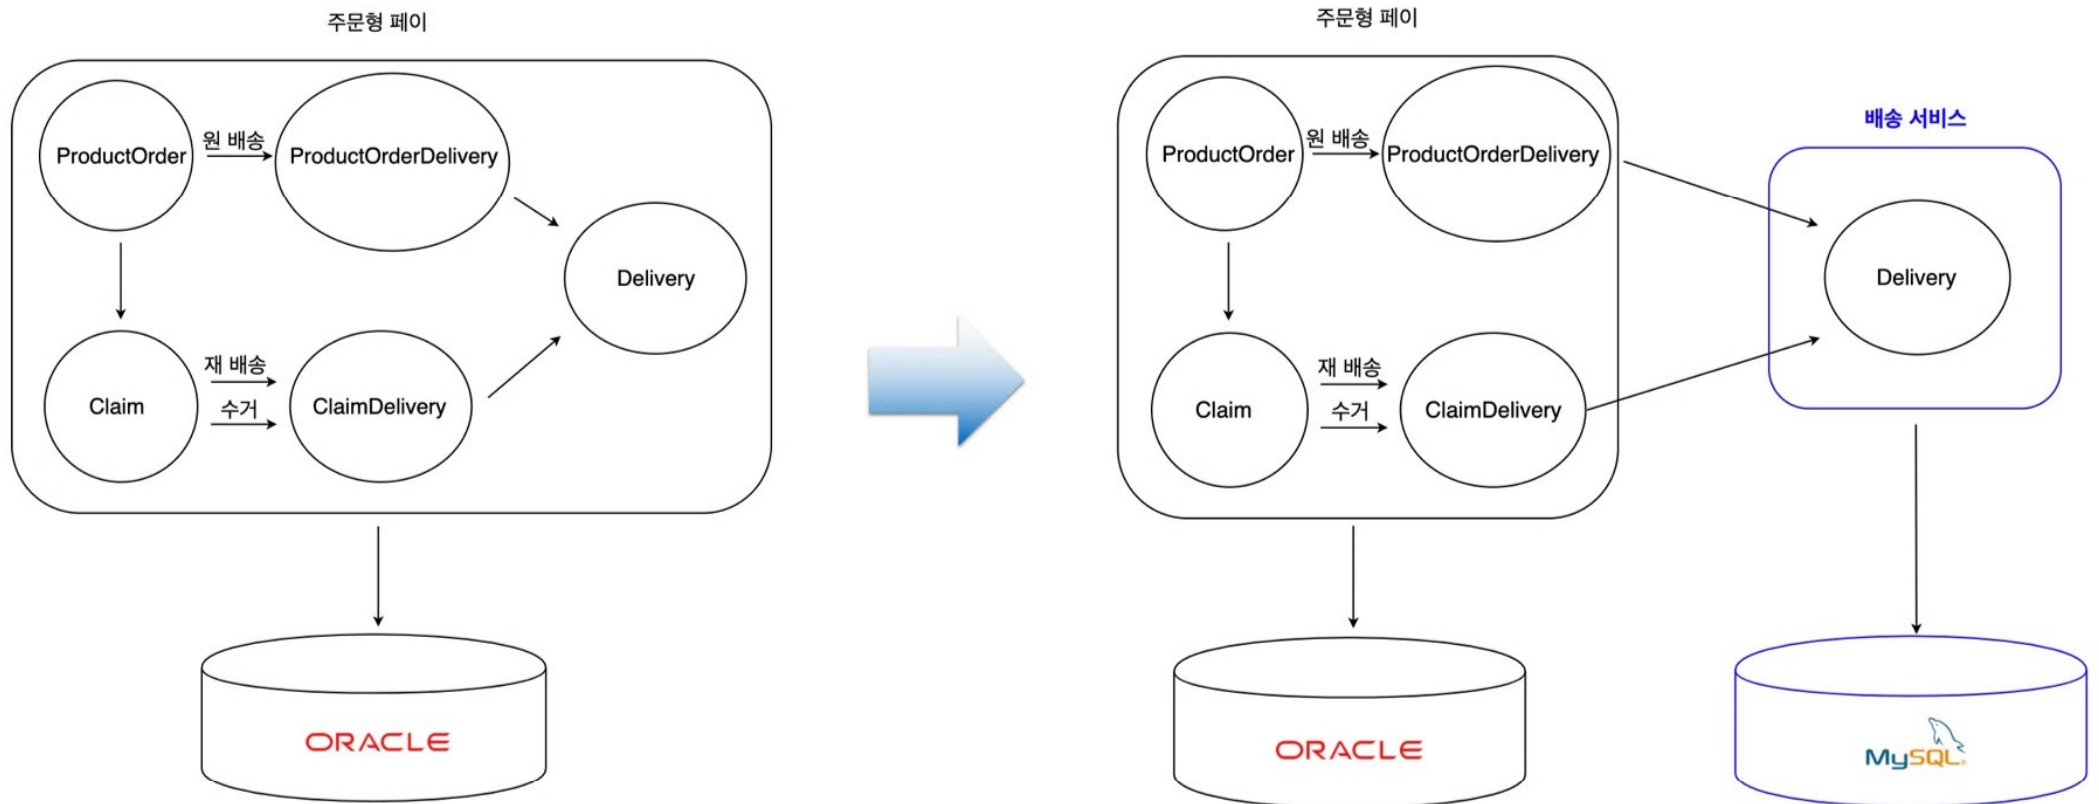 주문형 페이
ProductOrder
원 배송
ProductOrderDelivery
Delivery
Claim
재 배송
수거
ClaimDelivery
ORACLE
주문형 페이
ProductOrder
원 배송
ProductOrderDelivery
Claim
재 배송
수거
ClaimDelivery
ORACLE
배송 서비스
Delivery
MySQL